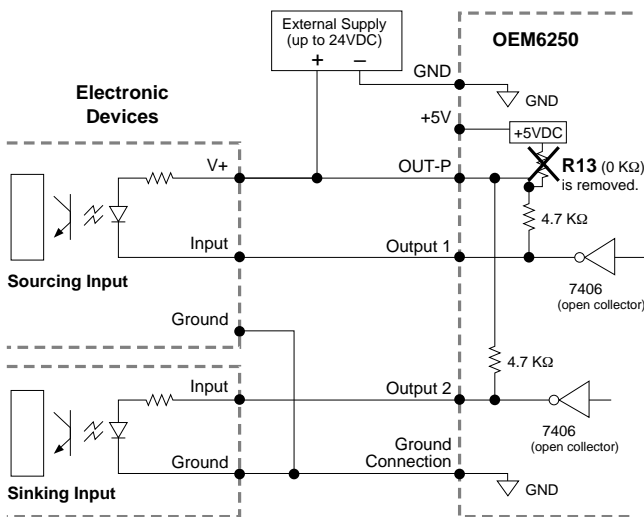 External Supply
(up to 24VDC)
+ –
OEM6250
GND
GND
Electronic
Devices
+5V
+5VDC
V+
OUT-P
R13 (0 KΩ)
is removed.
4.7 KΩ
Input
Output 1
Sourcing Input
7406
(open collector)
Ground
4.7 KΩ
Input
Output 2
7406
(open collector)
Ground
Ground
Connection
GND
Sinking Input